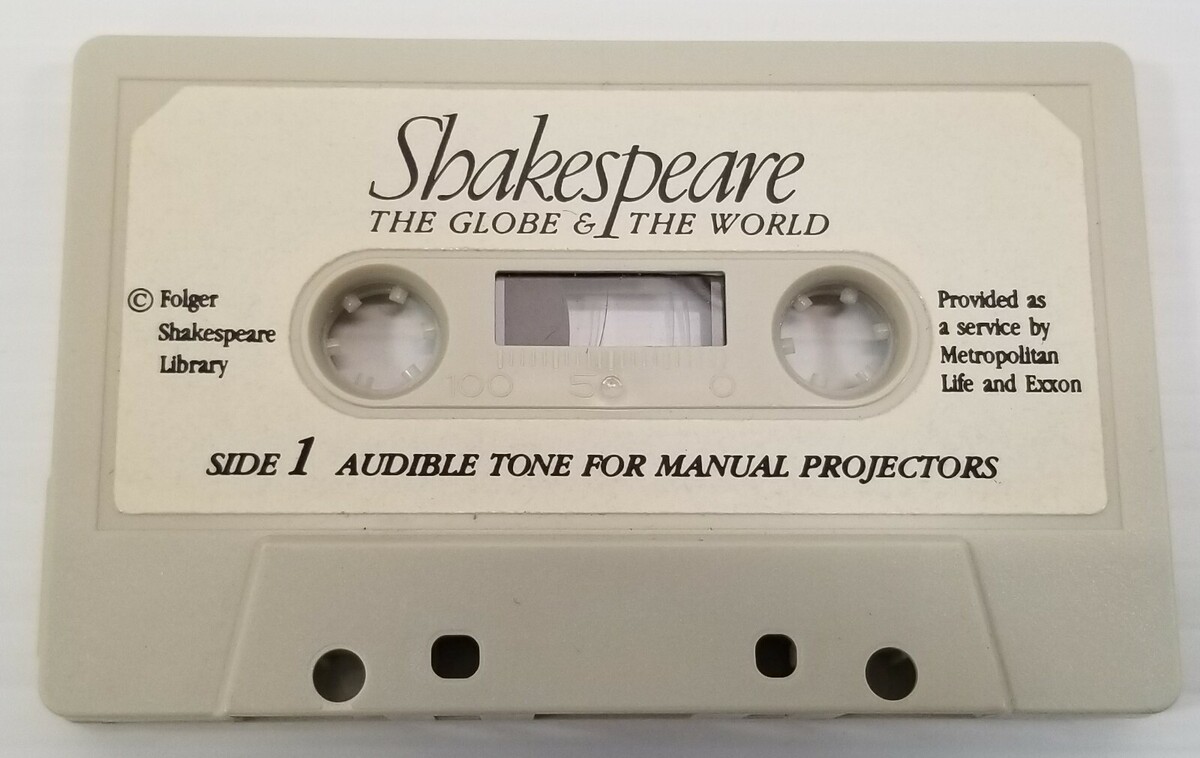 Shakespeare
THE GLOBE & THE WORLD
© Folger
Shakespeare
Library
Provided as
a service by
Metropolitan
Life and Exxon
100 50 0
SIDE 1 AUDIBLE TONE FOR MANUAL PROJECTORS